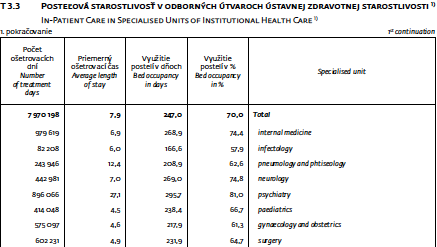 T 3.3 POSTEĽOVÁ STAROSTLIVOSŤ V ODBORNÝCH ÚTVAROCH ÚSTAVNEJ ZDRAVOTNEJ STAROSTLIVOSTI 1)
IN-PATIENT CARE IN SPECIALISED UNITS OF INSTITUTIONAL HEALTH CARE 1)
1. pokračovanie 1st continuation
Počet ošetrovacích dní Number of treatment days
Priemerný ošetrovací čas Average length of stay
Využitie postelí v dňoch Bed occupancy in days
Využitie postelí v % Bed occupancy in %
Specialised unit
7 970 198 7,9 247,0 70,0 Total
979 619 6,9 268,9 74,4 internal medicine
82 208 6,0 166,6 57,9 infectology
243 946 12,4 208,9 62,6 pneumology and phtiseology
442 981 7,0 269,0 74,8 neurology
896 066 27,1 295,7 81,0 psychiatry
414 048 4,5 238,4 66,7 paediatrics
575 097 4,6 217,9 61,3 gynaecology and obstetrics
602 231 4,9 231,9 64,7 surgery